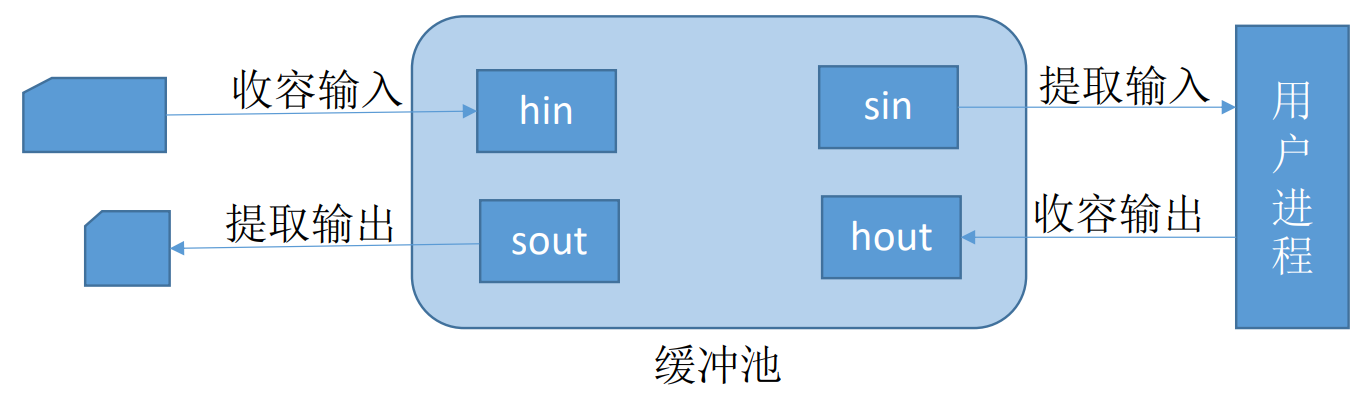 收容输入
hin
sin
提取输入
提取输出
sout
hout
收容输出
用户进程
缓冲池